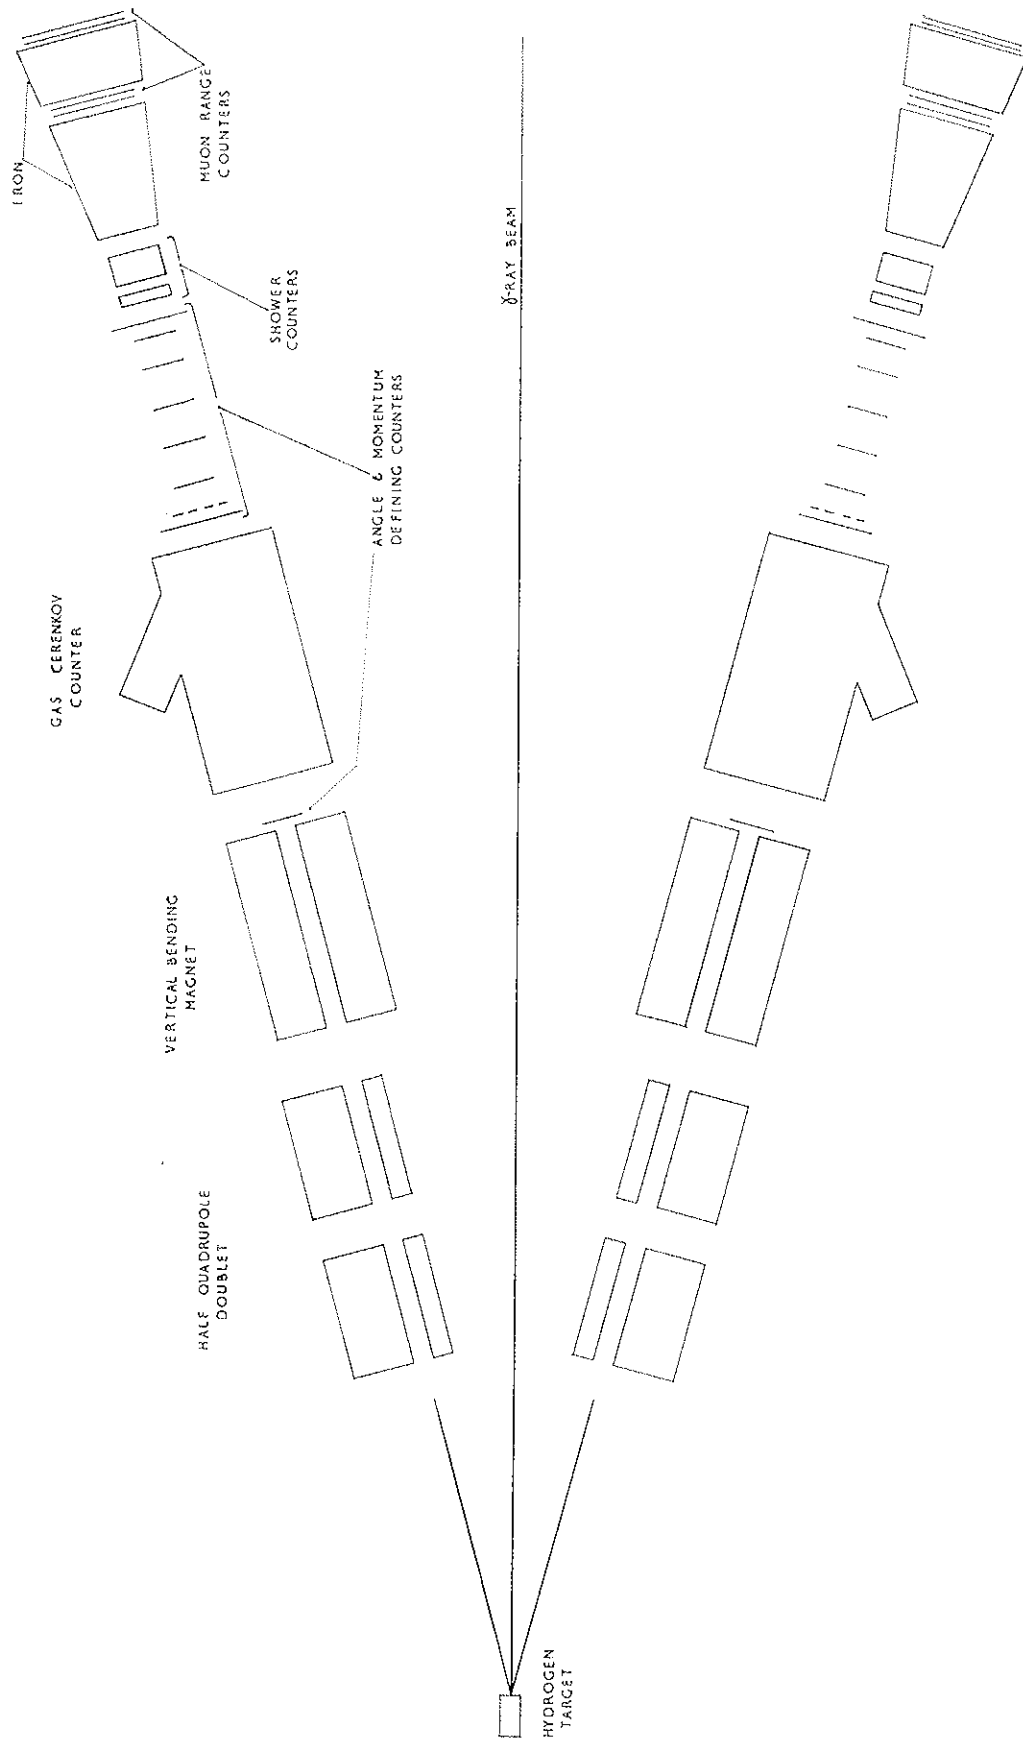 HYDROGEN
TARGET
HALF QUADRUPOLE
DOUBLET
VERTICAL BENDING
MAGNET
GAS CERENKOV
COUNTER
ANGLE & MOMENTUM
DEFINING COUNTERS
SHOWER
COUNTERS
IRON
MUON RANGE
COUNTERS
γ-RAY BEAM